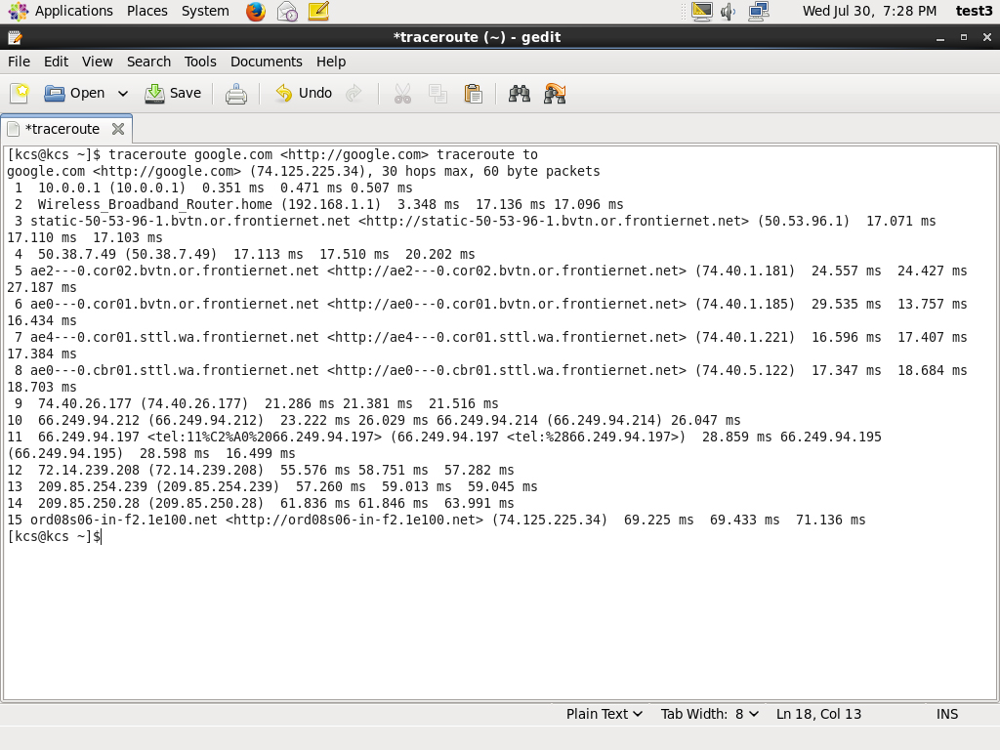 Applications Places System Wed Jul 30, 7:28 PM test3
*traceroute (~) - gedit
File Edit View Search Tools Documents Help
Open Save Undo
*traceroute
[kcs@kcs ~]$ traceroute google.com <http://google.com> traceroute to
google.com <http://google.com> (74.125.225.34), 30 hops max, 60 byte packets
 1  10.0.0.1 (10.0.0.1)  0.351 ms  0.471 ms 0.507 ms
 2  Wireless_Broadband_Router.home (192.168.1.1)  3.348 ms  17.136 ms 17.096 ms
 3 static-50-53-96-1.bvtn.or.frontiernet.net <http://static-50-53-96-1.bvtn.or.frontiernet.net> (50.53.96.1)  17.071 ms
17.110 ms  17.103 ms
 4  50.38.7.49 (50.38.7.49)  17.113 ms  17.510 ms  20.202 ms
 5 ae2---0.cor02.bvtn.or.frontiernet.net <http://ae2---0.cor02.bvtn.or.frontiernet.net> (74.40.1.181)  24.557 ms  24.427 ms
27.187 ms
 6 ae0---0.cor01.bvtn.or.frontiernet.net <http://ae0---0.cor01.bvtn.or.frontiernet.net> (74.40.1.185)  29.535 ms  13.757 ms
16.434 ms
 7 ae4---0.cor01.sttl.wa.frontiernet.net <http://ae4---0.cor01.sttl.wa.frontiernet.net> (74.40.1.221)  16.596 ms  17.407 ms
17.384 ms
 8 ae0---0.cbr01.sttl.wa.frontiernet.net <http://ae0---0.cbr01.sttl.wa.frontiernet.net> (74.40.5.122)  17.347 ms  18.684 ms
18.703 ms
 9  74.40.26.177 (74.40.26.177)  21.286 ms 21.381 ms  21.516 ms
10  66.249.94.212 (66.249.94.212)  23.222 ms 26.029 ms 66.249.94.214 (66.249.94.214) 26.047 ms
11  66.249.94.197 <tel:11%C2%A0%2066.249.94.197> (66.249.94.197 <tel:%2866.249.94.197>)  28.859 ms 66.249.94.195
(66.249.94.195)  28.598 ms  16.499 ms
12  72.14.239.208 (72.14.239.208)  55.576 ms 58.751 ms  57.282 ms
13  209.85.254.239 (209.85.254.239)  57.260 ms  59.013 ms  59.045 ms
14  209.85.250.28 (209.85.250.28)  61.836 ms 61.846 ms  63.991 ms
15 ord08s06-in-f2.1e100.net <http://ord08s06-in-f2.1e100.net> (74.125.225.34)  69.225 ms  69.433 ms  71.136 ms
[kcs@kcs ~]$
Plain Text Tab Width: 8 Ln 18, Col 13 INS